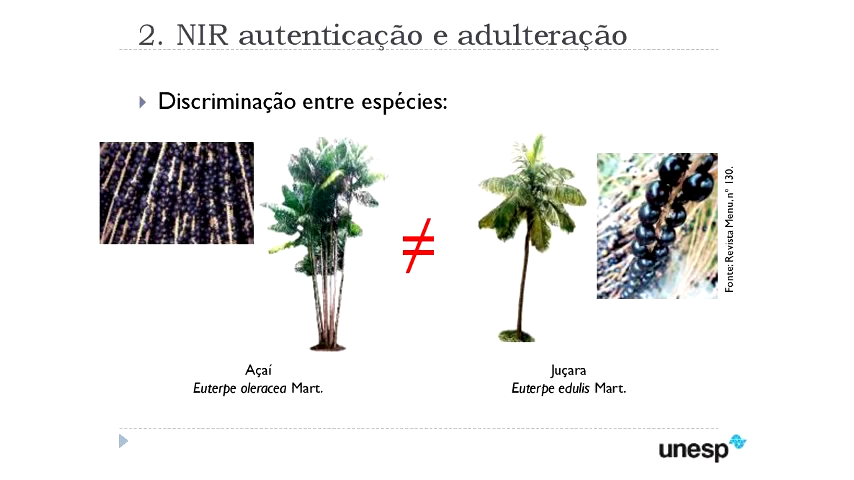 2. NIR autenticação e adulteração
Discriminação entre espécies:
≠
Fonte: Revista Menu, nº 130.
Açaí
Euterpe oleracea Mart.
Juçara
Euterpe edulis Mart.
unesp